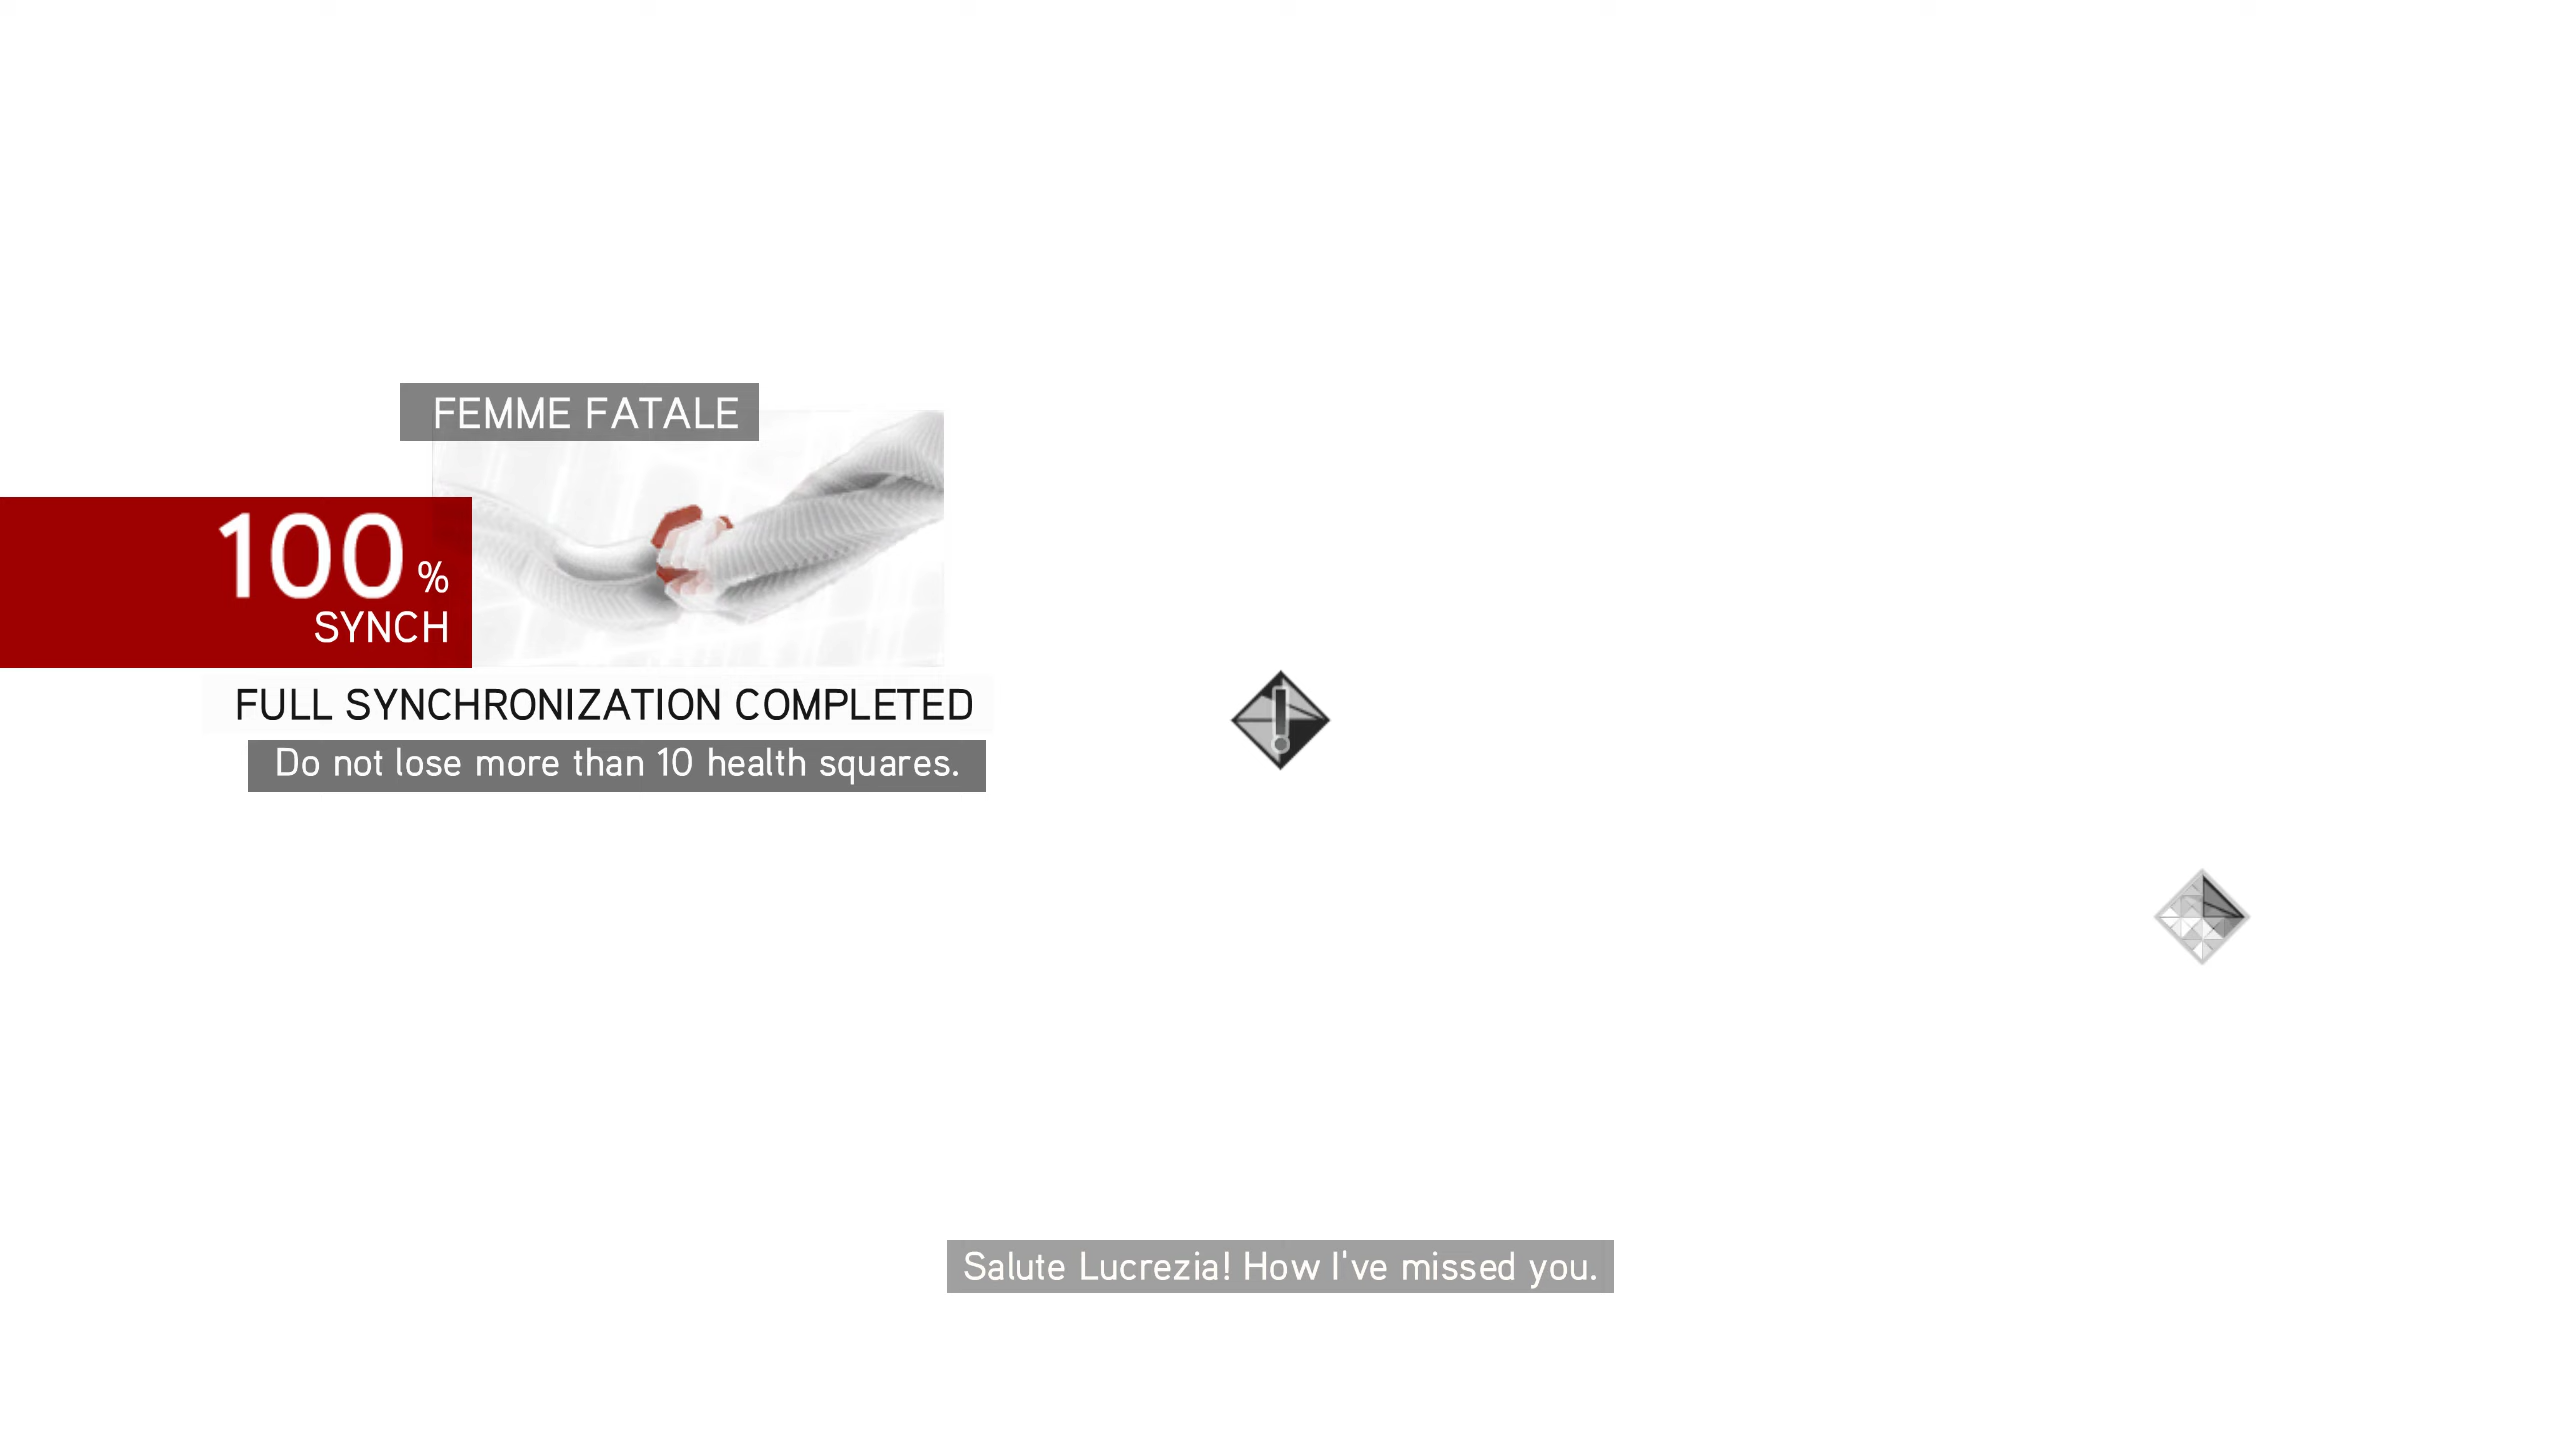 FEMME FATALE
100 %
SYNCH
FULL SYNCHRONIZATION COMPLETED
Do not lose more than 10 health squares.
Salute Lucrezia! How I've missed you.